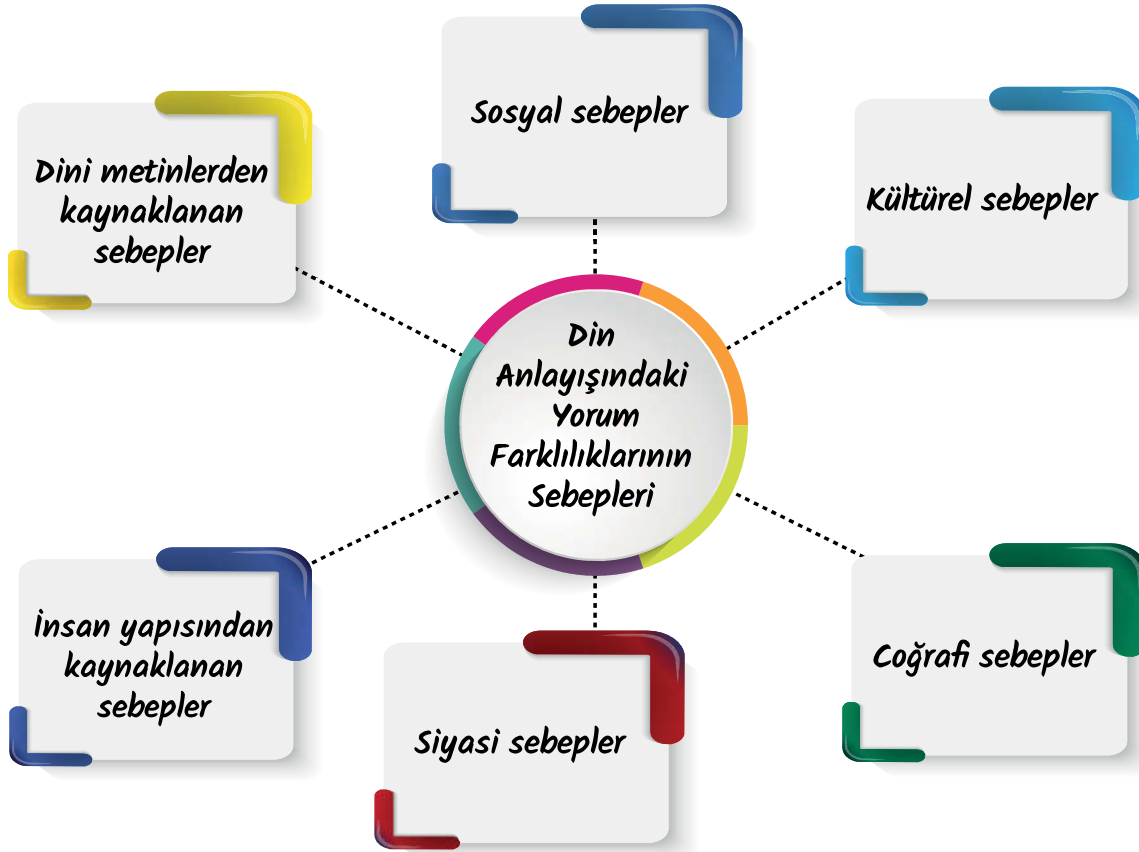 Sosyal sebepler
Dini metinlerden
kaynaklanan
sebepler
Kültürel sebepler
Din
Anlayışındaki
Yorum
Farklılıklarının
Sebepleri
İnsan yapısından
kaynaklanan
sebepler
Coğrafi sebepler
Siyasi sebepler